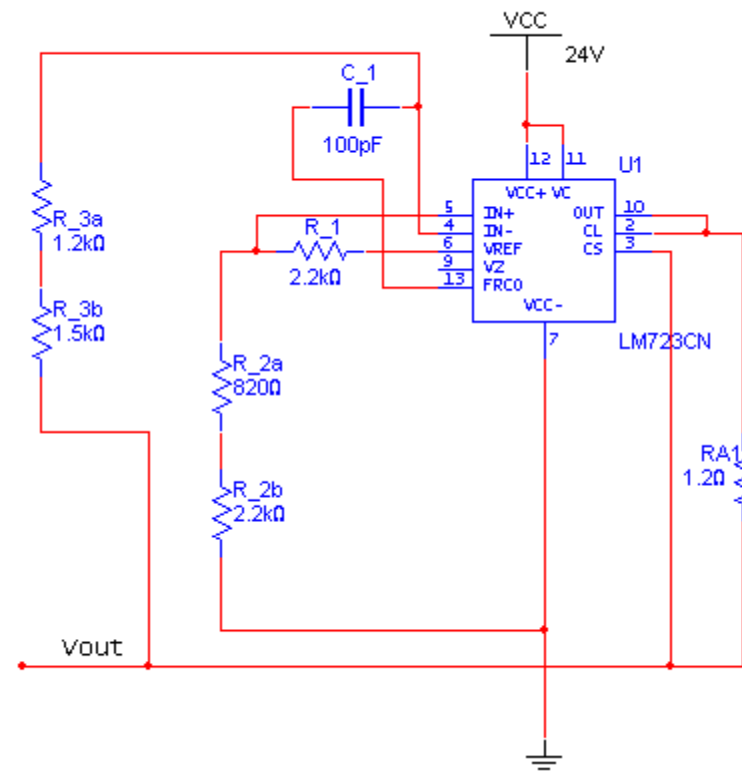 VCC
24V
C_1
100pF
12 11
U1
VCC+ VC
5 IN+ OUT 10
4 IN- CL 2
6 VREF CS 3
9 VZ
13 FRCO
VCC-
7
LM723CN
R_1
2.2kΩ
R_3a
1.2kΩ
R_3b
1.5kΩ
R_2a
820Ω
R_2b
2.2kΩ
RA1
1.2Ω
Vout